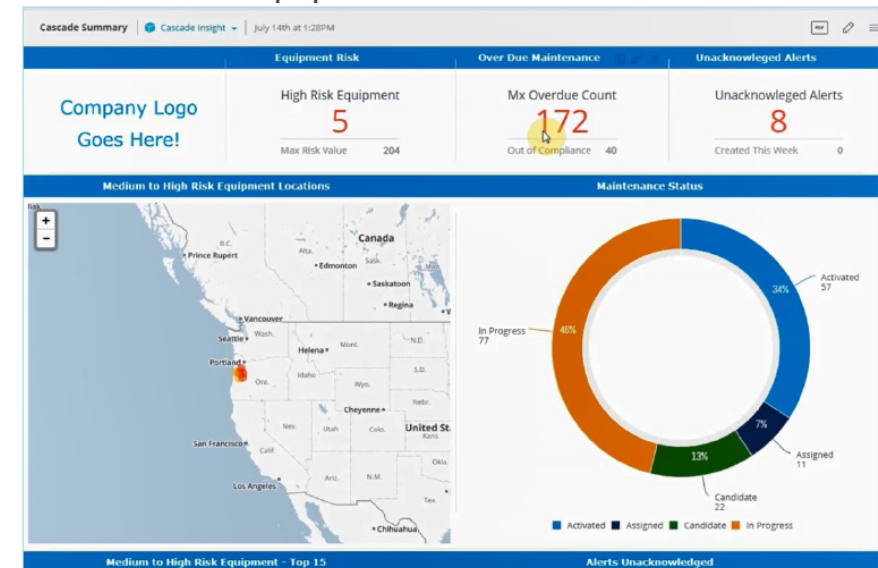 Cascade Summary
Cascade Insight
July 14th at 1:28PM
PDF
Equipment Risk
Over Due Maintenance
Unacknowleged Alerts
Company Logo
Goes Here!
High Risk Equipment
5
Max Risk Value 204
Mx Overdue Count
172
Out of Compliance 40
Unacknowleged Alerts
8
Created This Week 0
Medium to High Risk Equipment Locations
Maintenance Status
+
−
B.C.
Prince Rupert
Alta.
Canada
Edmonton
Sask.
Man.
Saskatoon
Regina
Vancouver
Seattle
Wash.
Helena
Mont.
N.D.
Portland
Ore.
Idaho
S.D.
Wyo.
Nebr.
Cheyenne
Nev.
Utah
Colo.
United St
Kans.
San Francisco
Calif.
Okla.
Los Angeles
Ariz.
N.M.
Tex.
Chihuahua
Activated
57
34%
In Progress
77
46%
7%
Assigned
11
13%
Candidate
22
Activated Assigned Candidate In Progress
Medium to High Risk Equipment - Top 15
Alerts Unacknowledged